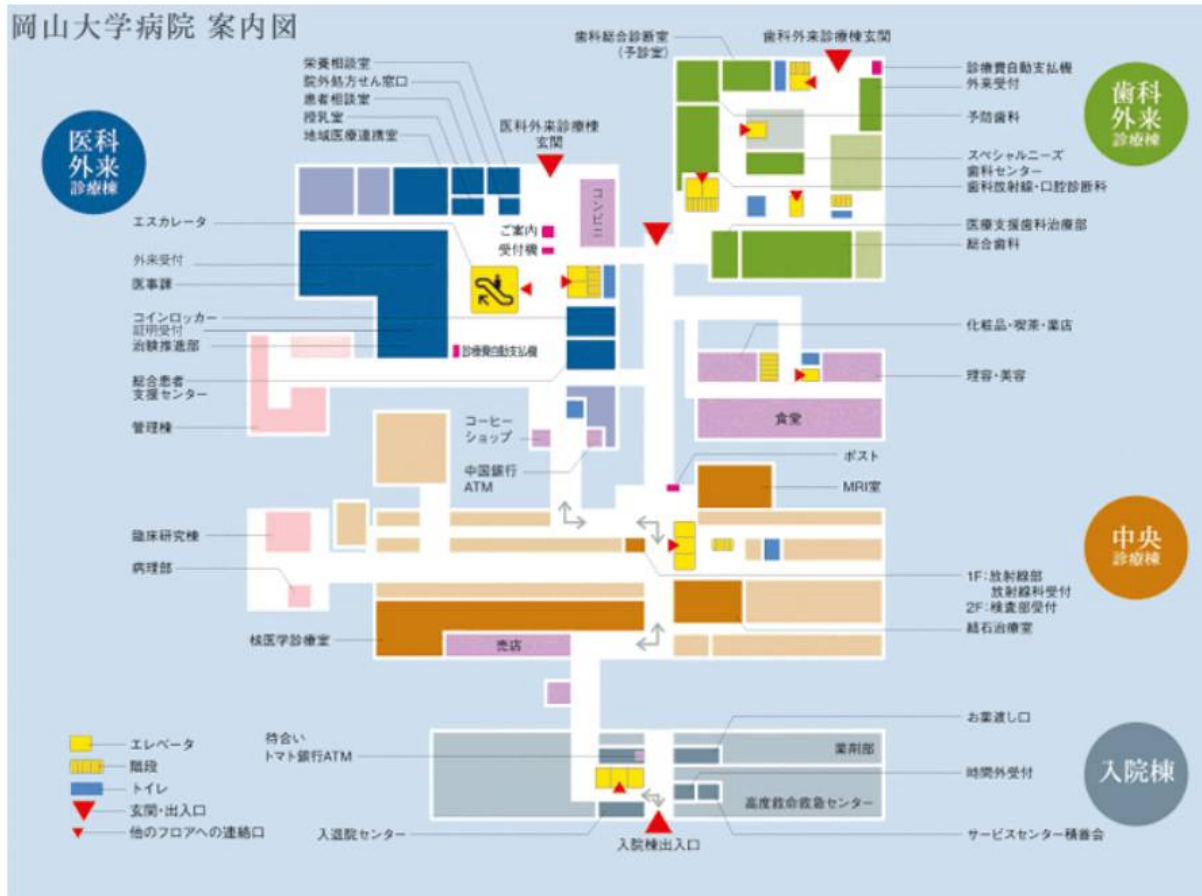 岡山大学病院 案内図
医科
外来
診療棟
栄養相談室
院外処方せん窓口
患者相談室
授乳室
地域医療連携室
医科外来診療棟
玄関
コンビニ
エスカレータ
ご案内
受付機
外来受付
医事課
コインロッカー
証明受付
治験推進部
診療費自動支払機
総合患者
支援センター
管理棟
コーヒー
ショップ
中国銀行
ATM
歯科総合診断室
(予診室)
歯科外来診療棟玄関
診療費自動支払機
外来受付
予防歯科
スペシャルニーズ
歯科センター
歯科放射線・口腔診断科
医療支援歯科治療部
総合歯科
歯科
外来
診療棟
化粧品・喫茶・薬店
理容・美容
食堂
ポスト
MRI室
中央
診療棟
臨床研究棟
病理部
1F:放射線部
放射線科受付
2F:検査部受付
結石治療室
核医学診療室
売店
お薬渡し口
待合い
トマト銀行ATM
薬剤部
時間外受付
高度救命救急センター
入退院センター
入院棟出入口
サービスセンター積善会
入院棟
エレベータ
階段
トイレ
玄関・出入口
他のフロアへの連絡口